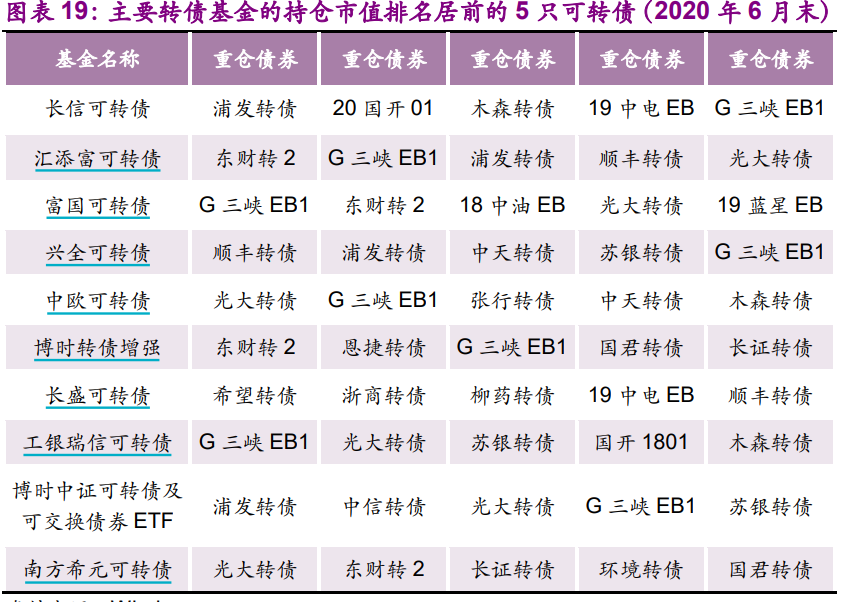 图表 19：主要转债基金的持仓市值排名居前的 5 只可转债（2020 年 6 月末）
基金名称 重仓债券 重仓债券 重仓债券 重仓债券 重仓债券
长信可转债 浦发转债 20 国开 01 木森转债 19 中电 EB G 三峡 EB1
汇添富可转债 东财转 2 G 三峡 EB1 浦发转债 顺丰转债 光大转债
富国可转债 G 三峡 EB1 东财转 2 18 中油 EB 光大转债 19 蓝星 EB
兴全可转债 顺丰转债 浦发转债 中天转债 苏银转债 G 三峡 EB1
中欧可转债 光大转债 G 三峡 EB1 张行转债 中天转债 木森转债
博时转债增强 东财转 2 恩捷转债 G 三峡 EB1 国君转债 长证转债
长盛可转债 希望转债 浙商转债 柳药转债 19 中电 EB 顺丰转债
工银瑞信可转债 G 三峡 EB1 光大转债 苏银转债 国开 1801 木森转债
博时中证可转债及
可交换债券 ETF 浦发转债 中信转债 光大转债 G 三峡 EB1 苏银转债
南方希元可转债 光大转债 东财转 2 长证转债 环境转债 国君转债